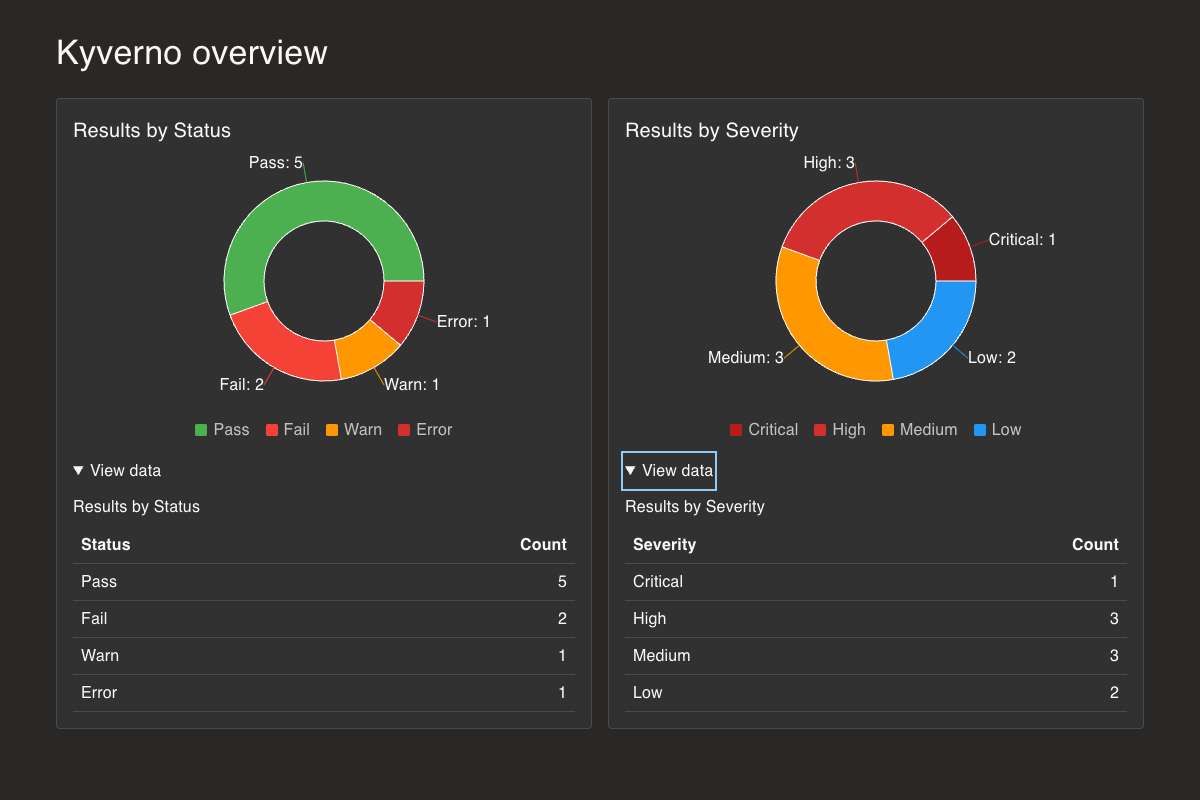 Kyverno overview
Results by Status
Pass: 5
Error: 1
Fail: 2
Warn: 1
Pass Fail Warn Error
View data
Results by Status
Status Count
Pass 5
Fail 2
Warn 1
Error 1
Results by Severity
High: 3
Critical: 1
Medium: 3
Low: 2
Critical High Medium Low
View data
Results by Severity
Severity Count
Critical 1
High 3
Medium 3
Low 2